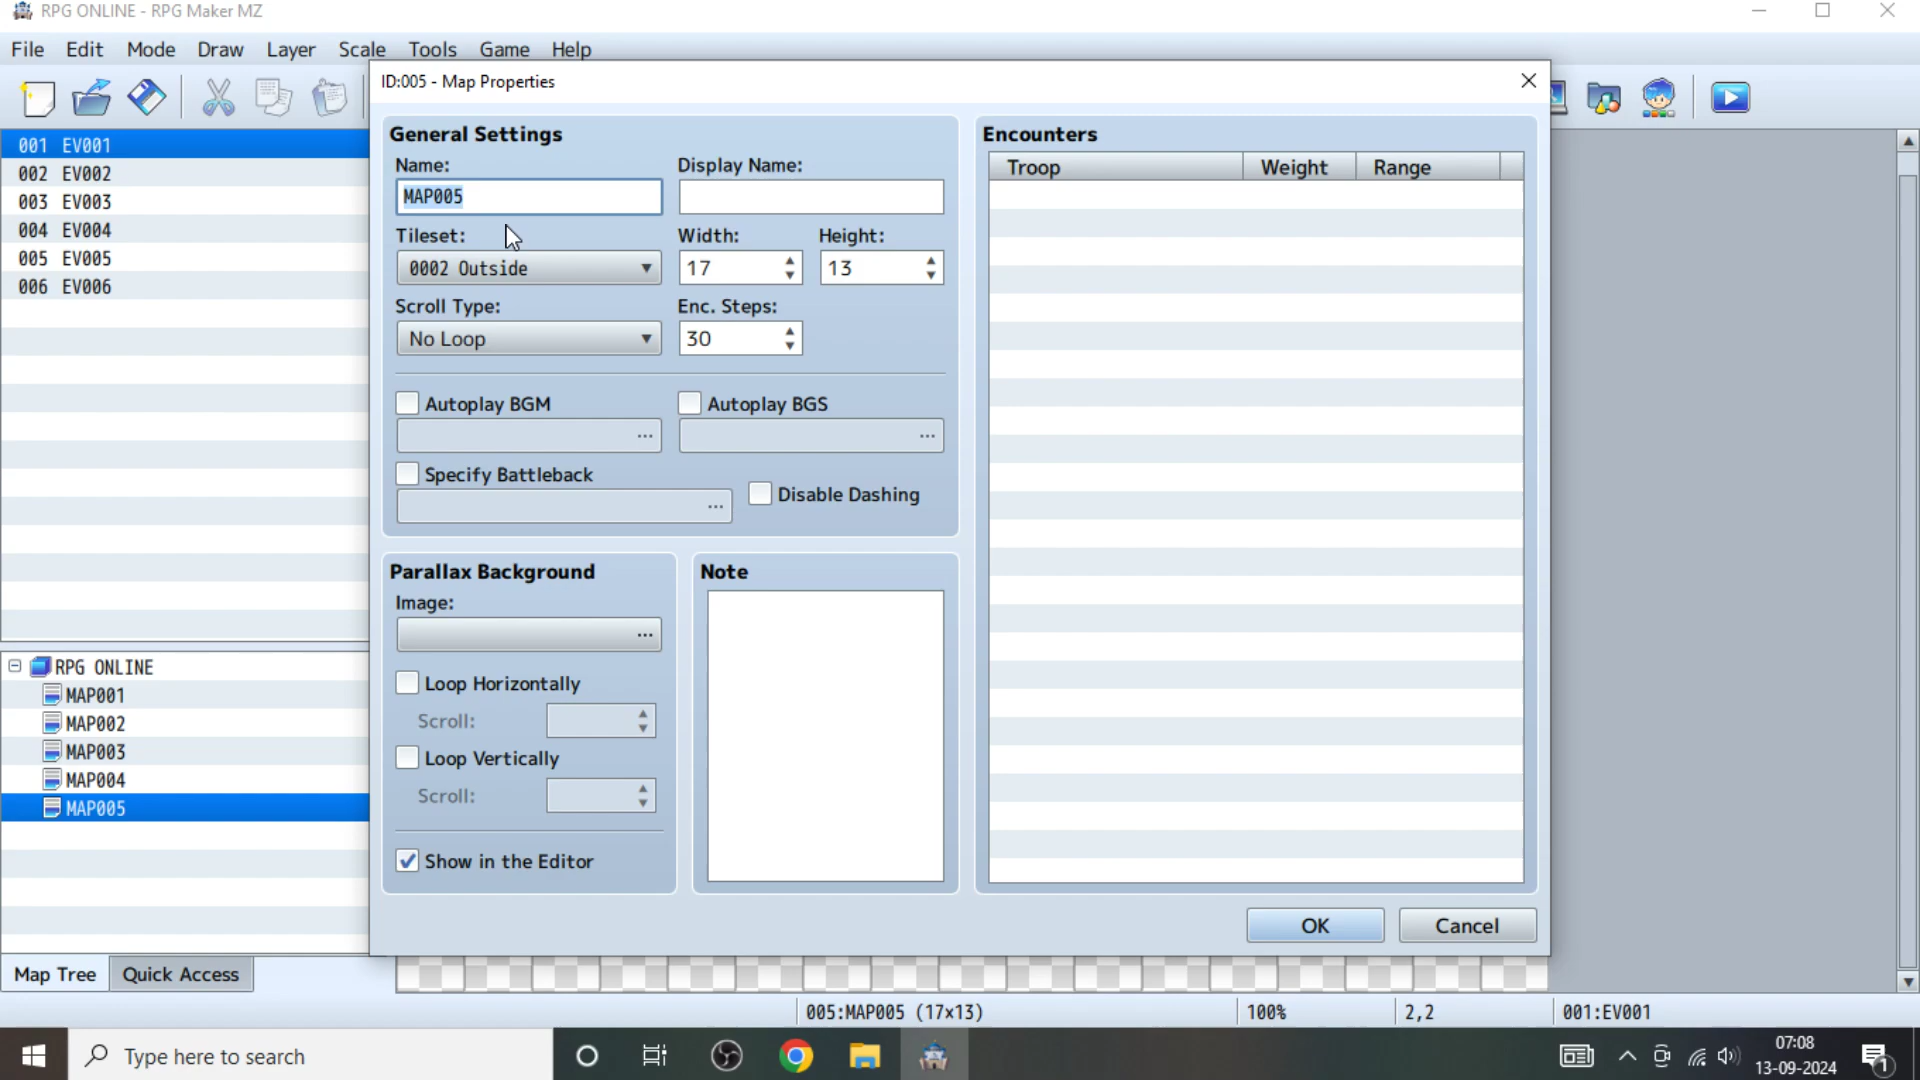 RPG ONLINE - RPG Maker MZ
File Edit Mode Draw Layer Scale Tools Game Help
ID:005 - Map Properties
001 EV001
002 EV002
003 EV003
004 EV004
005 EV005
006 EV006
General Settings
Name: Display Name:
MAP005
Tileset: Width: Height:
0002 Outside 17 13
Scroll Type: Enc. Steps:
No Loop 30
Autoplay BGM Autoplay BGS
... ...
Specify Battleback
Disable Dashing
...
Parallax Background
Image:
...
Loop Horizontally
Scroll:
Loop Vertically
Scroll:
Show in the Editor
Note
Encounters
Troop Weight Range
OK Cancel
RPG ONLINE
MAP001
MAP002
MAP003
MAP004
MAP005
Map Tree Quick Access
005:MAP005 (17×13) 100% 2,2 001:EV001
Type here to search
07:08
13-09-2024
1